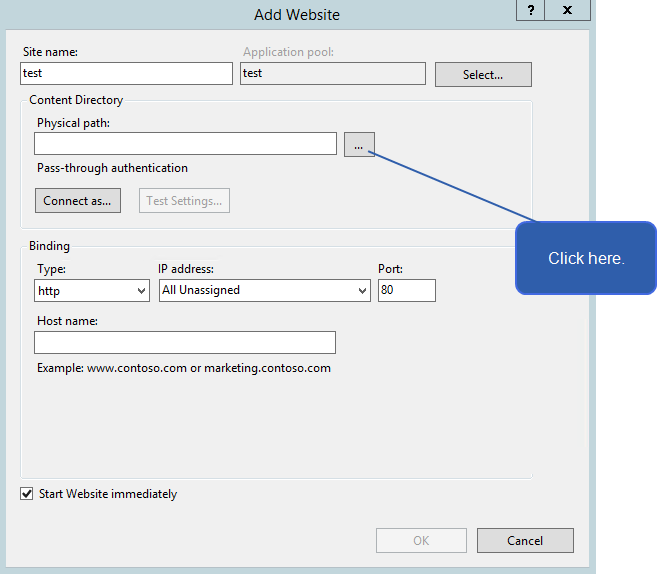 Add Website
? x
Site name: Application pool:
test test Select...
Content Directory
Physical path:
...
Pass-through authentication
Connect as... Test Settings...
Click here.
Binding
Type: IP address: Port:
http All Unassigned 80
Host name:
Example: www.contoso.com or marketing.contoso.com
Start Website immediately
OK Cancel